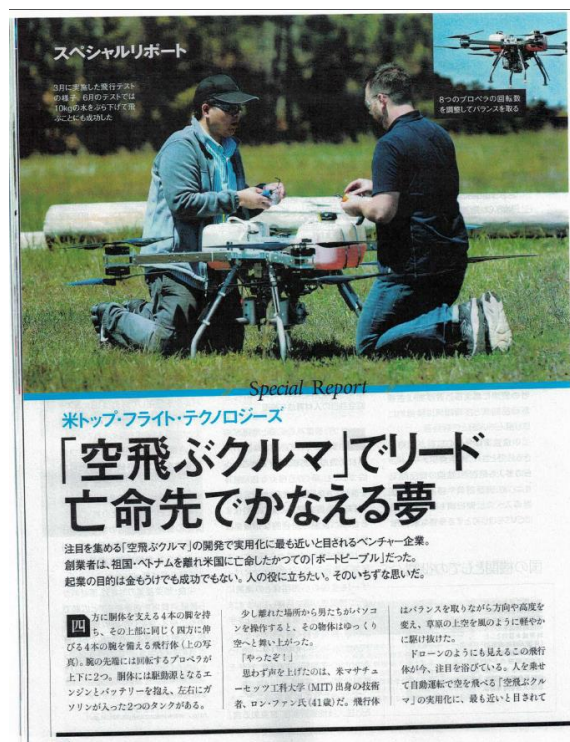 スペシャルリポート
3月に実施した飛行テスト
の様子。6月のテストでは
10kgの水をぶら下げて飛
ぶことにも成功した
8つのプロペラの回転数
を調整してバランスを取る
Special Report
米トップ・フライト・テクノロジーズ
「空飛ぶクルマ」でリード
亡命先でかなえる夢
注目を集める「空飛ぶクルマ」の開発で実用化に最も近いと目されるベンチャー企業。
創業者は、祖国・ベトナムを離れ米国に亡命したかつての「ボートピープル」だった。
起業の目的は金もうけでも成功でもない。人の役に立ちたい。そのいちずな思いだ。
四方に胴体を支える4本の脚を持
ち、その上部に同じく四方に伸
びる4本の腕を備える飛行体（上の写
真）。腕の先端には回転するプロペラが
上下に2つ。胴体には駆動源となるエ
ンジンとバッテリーを抱え、左右にガ
ソリンが入った2つのタンクがある。
少し離れた場所から男たちがパソコ
ンを操作すると、その物体はゆっくり
空へと舞い上がった。
「やったぞ！」
思わず声を上げたのは、米マサチュ
ーセッツ工科大学（MIT）出身の技術
者、ロン・ファン氏（41歳）だ。飛行体
はバランスを取りながら方向や高度を
変え、草原の上空を風のように軽やか
に駆け抜けた。
ドローンのようにも見えるこの飛行
体が今、注目を浴びている。人を乗せ
て自動運転で空を飛べる「空飛ぶクル
マ」の実用化に、最も近いと目されて